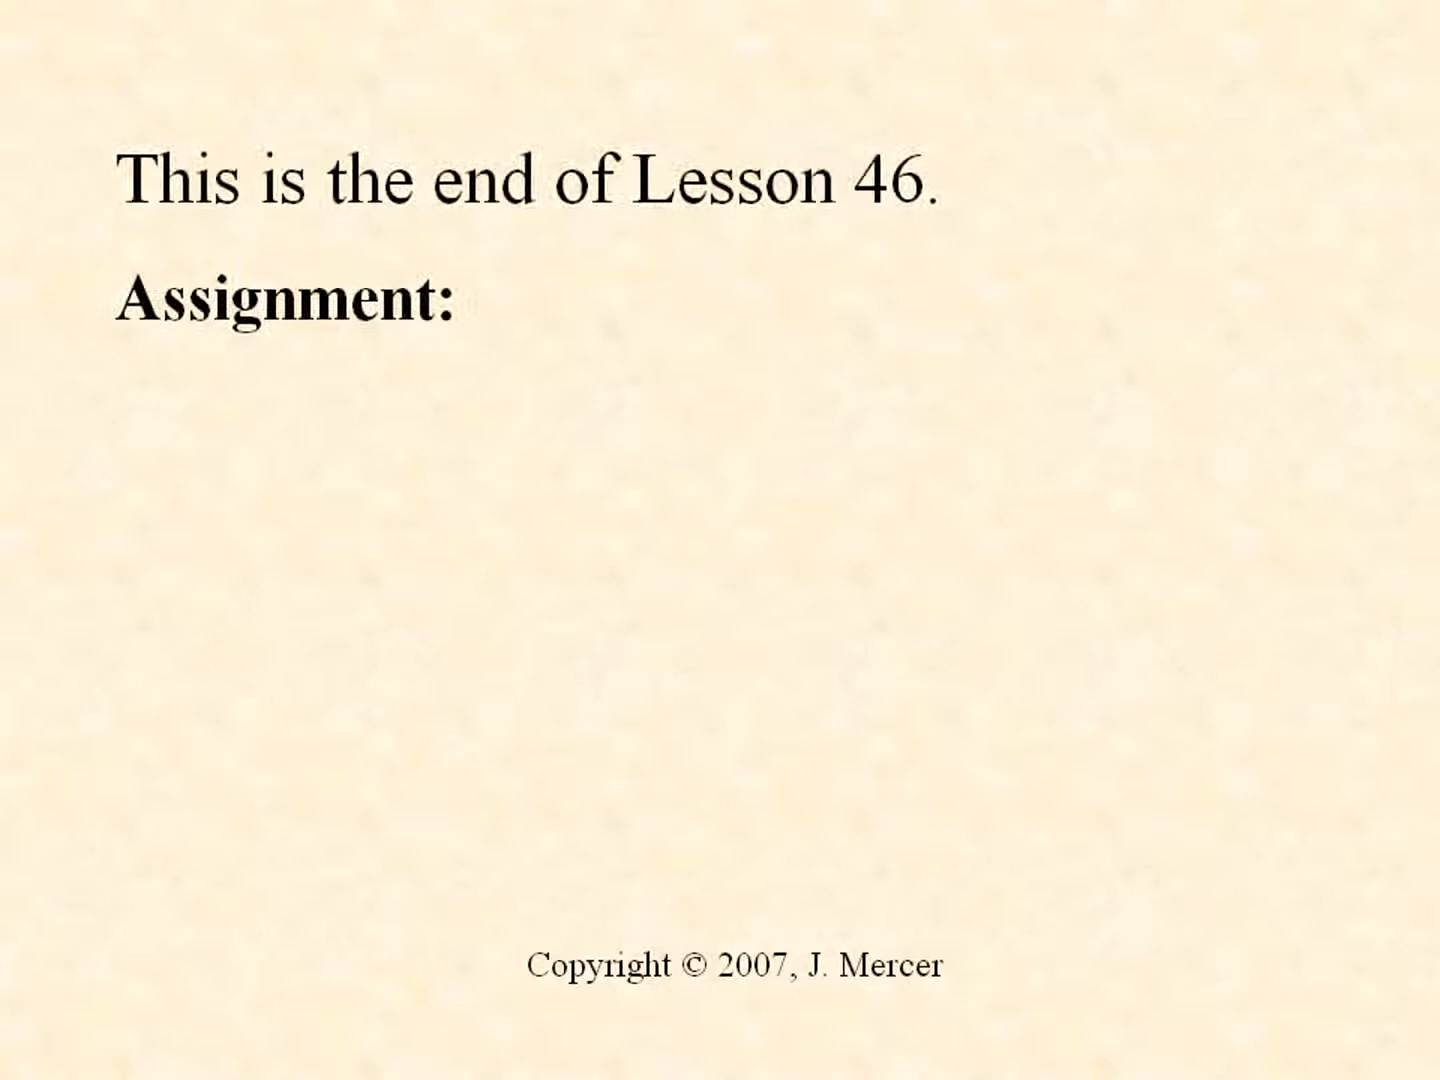 This is the end of Lesson 46.
Assignment:
Copyright © 2007, J. Mercer